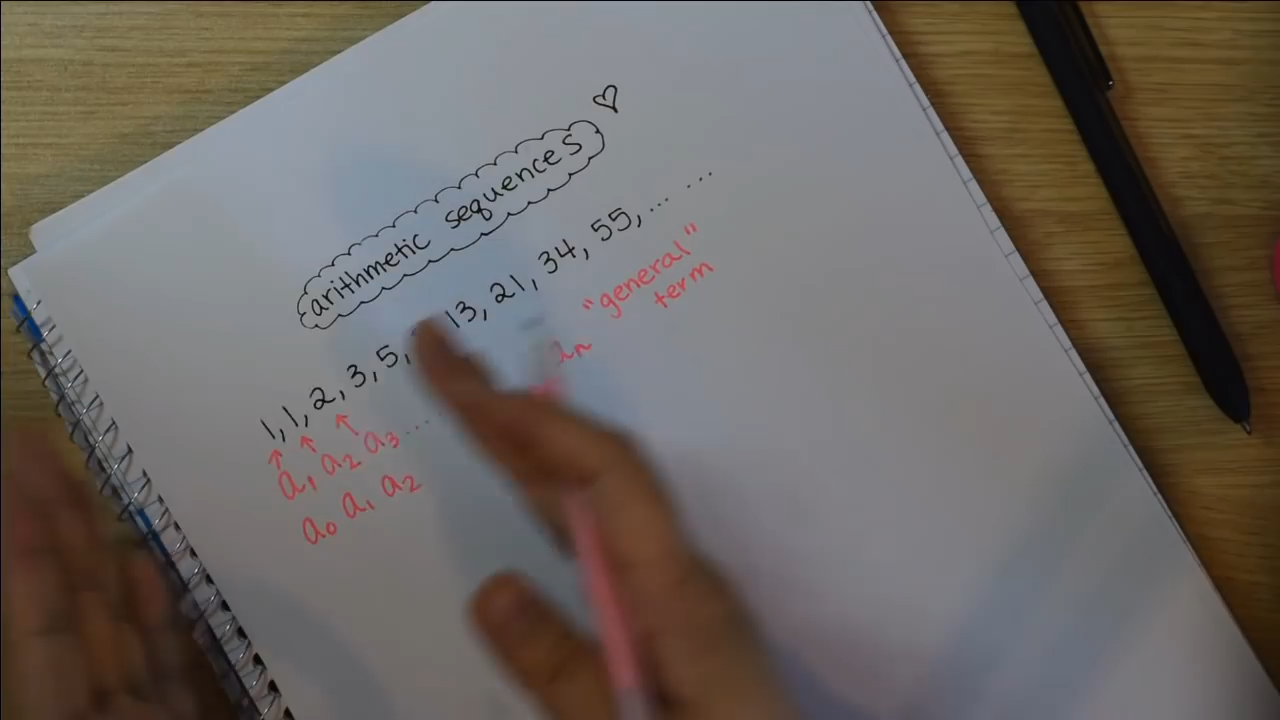 arithmetic sequences ♡
1, 1, 2, 3, 5, 13, 21, 34, 55, ... ...
"general"
term
a₁ a₂ a₃ ...
a₀ a₁ a₂